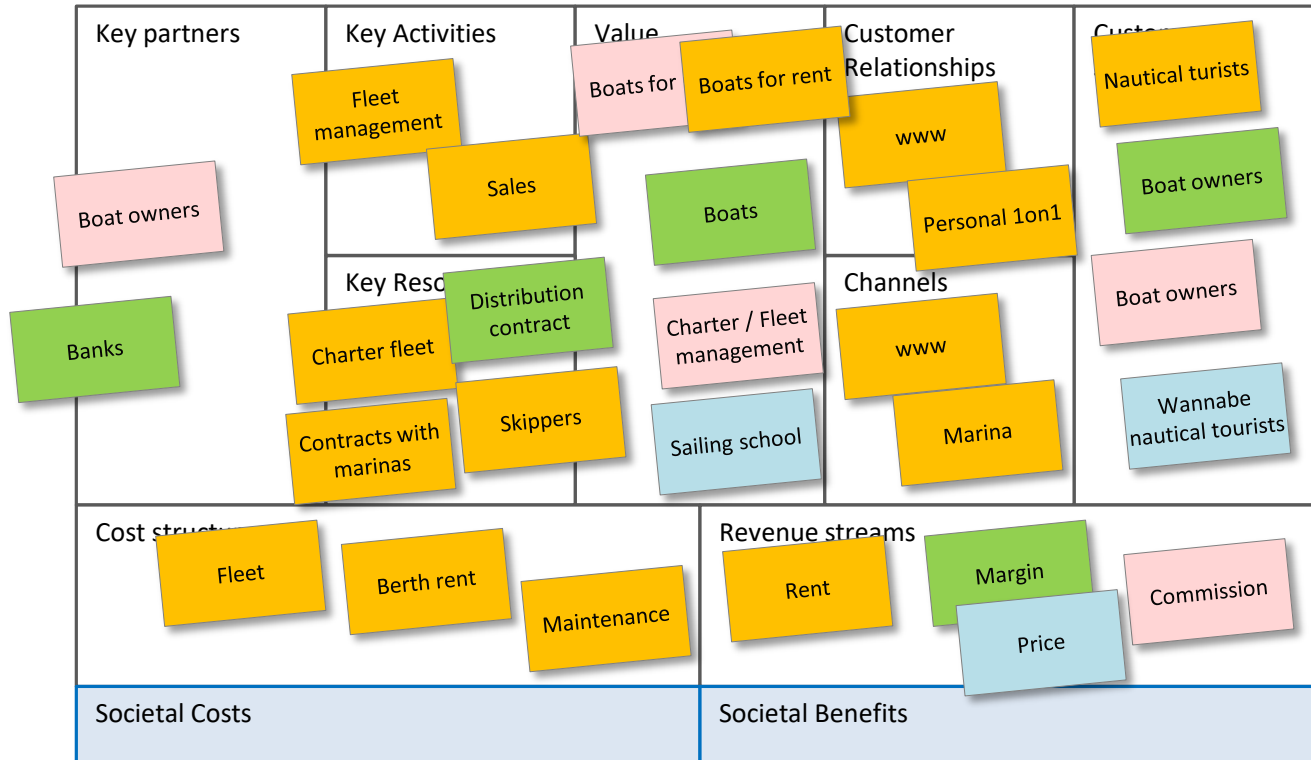 Key partners
Boat owners
Banks
Key Activities
Fleet
management
Sales
Key Reso
Distribution
contract
Charter fleet
Skippers
Contracts with
marinas
Value
Boats for
Boats for rent
Boats
Charter / Fleet
management
Sailing school
Customer
Relationships
www
Personal 1on1
Channels
www
Marina
Custo
Nautical turists
Boat owners
Boat owners
Wannabe
nautical tourists
Cost structu
Fleet
Berth rent
Maintenance
Revenue streams
Rent
Margin
Price
Commission
Societal Costs
Societal Benefits